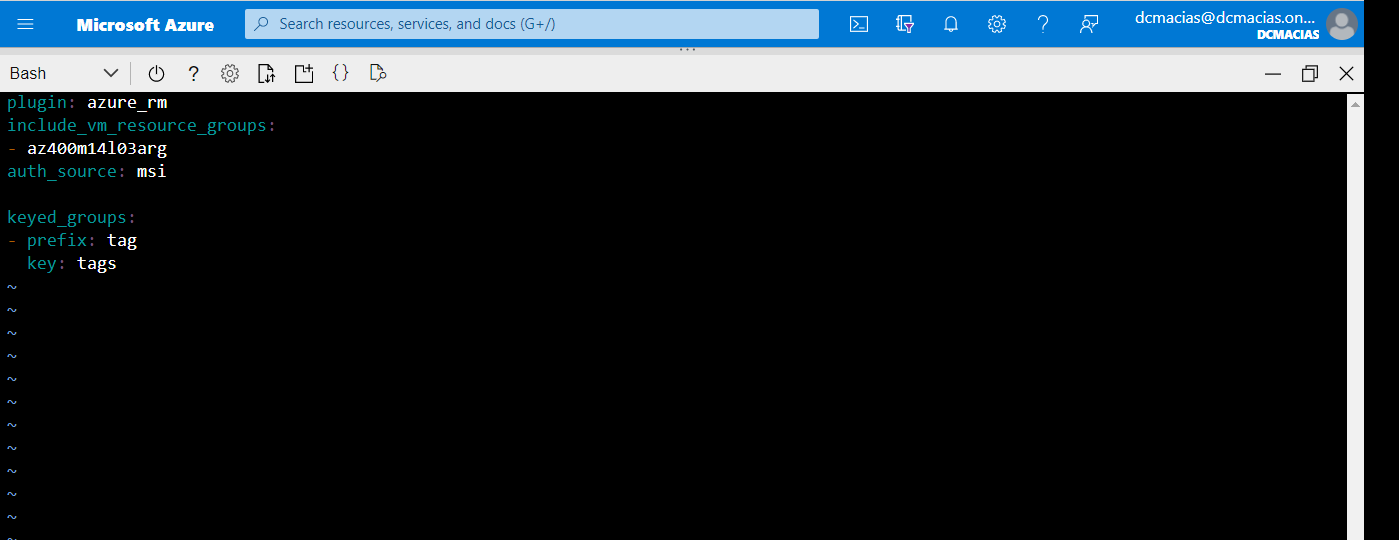 Microsoft Azure
Search resources, services, and docs (G+/)
dcmacias@dcmacias.on...
DCMACIAS
Bash
plugin: azure_rm
include_vm_resource_groups:
- az400m14l03arg
auth_source: msi
keyed_groups:
- prefix: tag
  key: tags
~
~
~
~
~
~
~
~
~
~
~
~